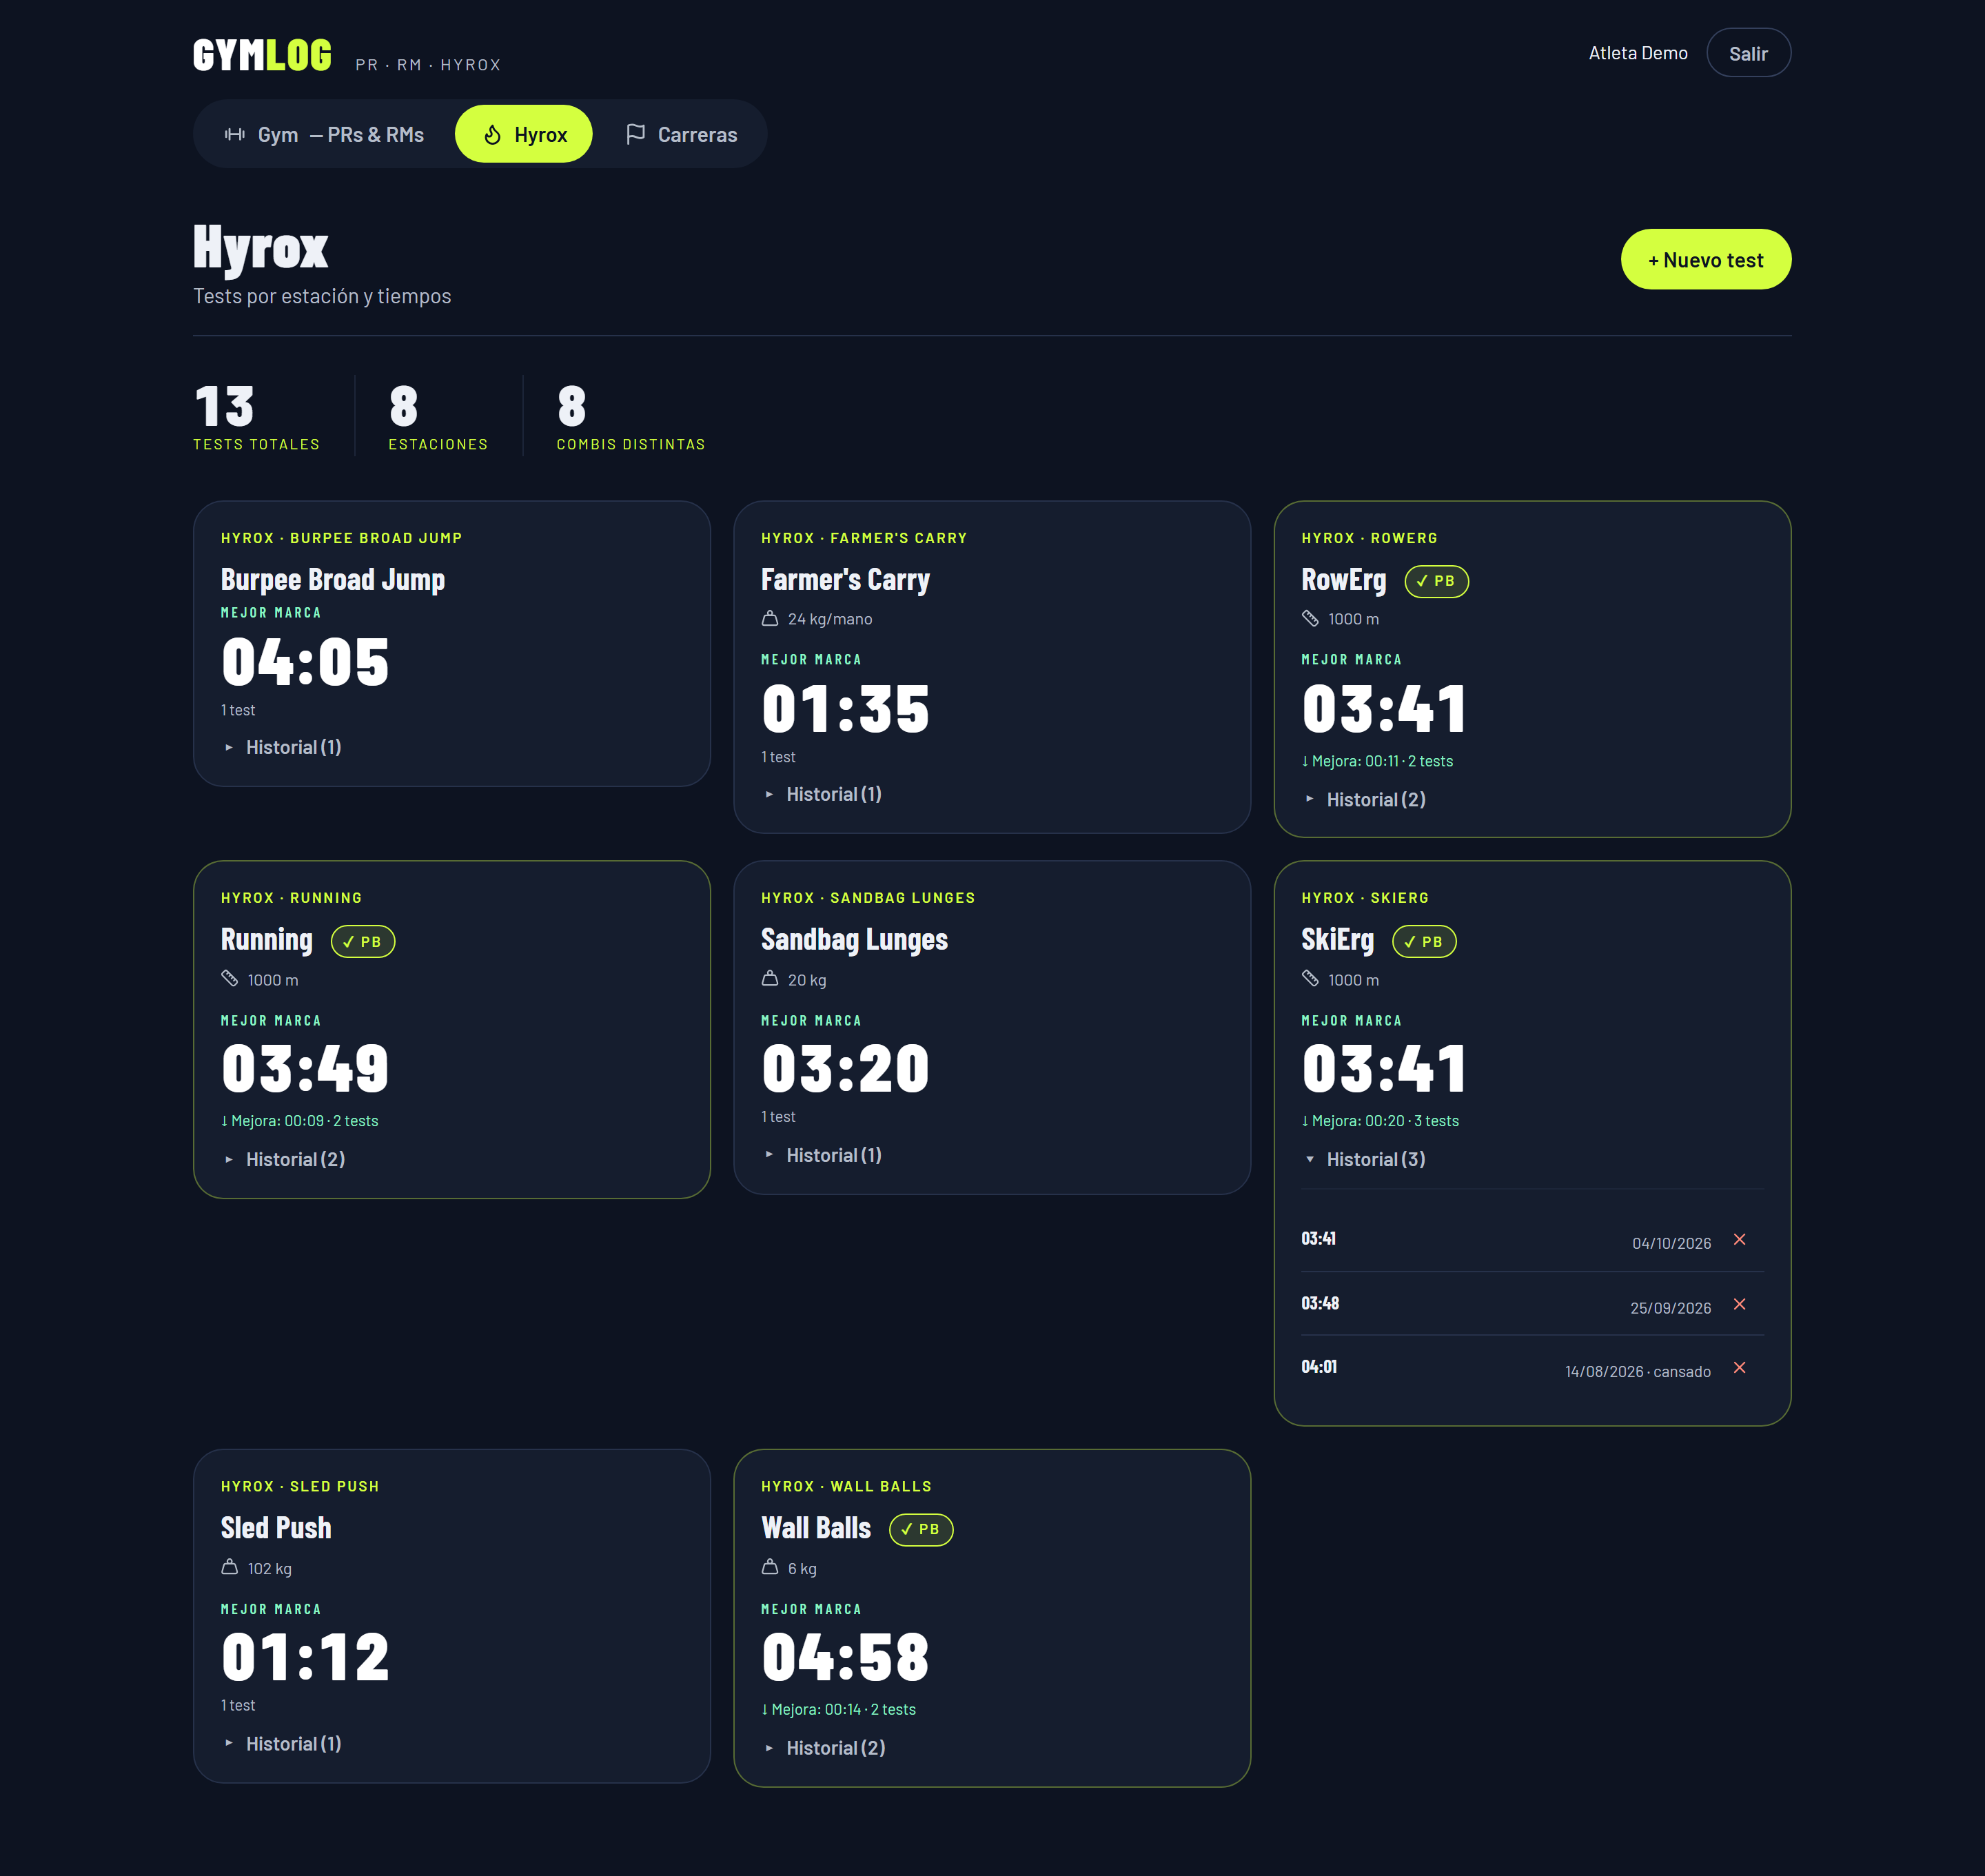 GYMLOG PR · RM · HYROX
Atleta Demo Salir
Gym — PRs & RMs Hyrox Carreras
Hyrox
Tests por estación y tiempos
+ Nuevo test
13
TESTS TOTALES
8
ESTACIONES
8
COMBIS DISTINTAS
HYROX · BURPEE BROAD JUMP
Burpee Broad Jump
MEJOR MARCA
04:05
1 test
▸ Historial (1)
HYROX · FARMER'S CARRY
Farmer's Carry
24 kg/mano
MEJOR MARCA
01:35
1 test
▸ Historial (1)
HYROX · ROWERG
RowErg ✓ PB
1000 m
MEJOR MARCA
03:41
↓ Mejora: 00:11 · 2 tests
▸ Historial (2)
HYROX · RUNNING
Running ✓ PB
1000 m
MEJOR MARCA
03:49
↓ Mejora: 00:09 · 2 tests
▸ Historial (2)
HYROX · SANDBAG LUNGES
Sandbag Lunges
20 kg
MEJOR MARCA
03:20
1 test
▸ Historial (1)
HYROX · SKIERG
SkiErg ✓ PB
1000 m
MEJOR MARCA
03:41
↓ Mejora: 00:20 · 3 tests
▾ Historial (3)
03:41 04/10/2026 ×
03:48 25/09/2026 ×
04:01 14/08/2026 · cansado ×
HYROX · SLED PUSH
Sled Push
102 kg
MEJOR MARCA
01:12
1 test
▸ Historial (1)
HYROX · WALL BALLS
Wall Balls ✓ PB
6 kg
MEJOR MARCA
04:58
↓ Mejora: 00:14 · 2 tests
▸ Historial (2)